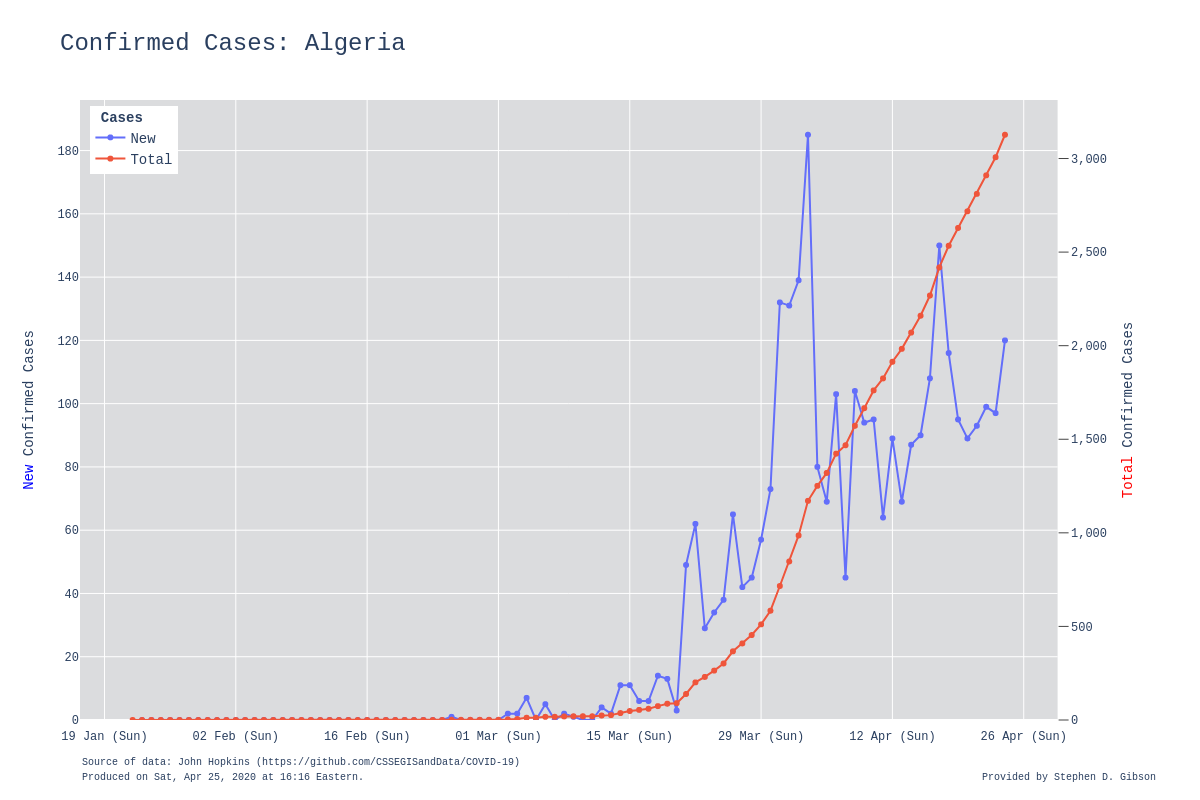 Confirmed Cases: Algeria
Cases
New
Total
180
160
140
120
100
80
60
40
20
0
New Confirmed Cases
3,000
2,500
2,000
1,500
1,000
500
0
Total Confirmed Cases
19 Jan (Sun) 02 Feb (Sun) 16 Feb (Sun) 01 Mar (Sun) 15 Mar (Sun) 29 Mar (Sun) 12 Apr (Sun) 26 Apr (Sun)
Source of data: John Hopkins (https://github.com/CSSEGISandData/COVID-19)
Produced on Sat, Apr 25, 2020 at 16:16 Eastern.
Provided by Stephen D. Gibson